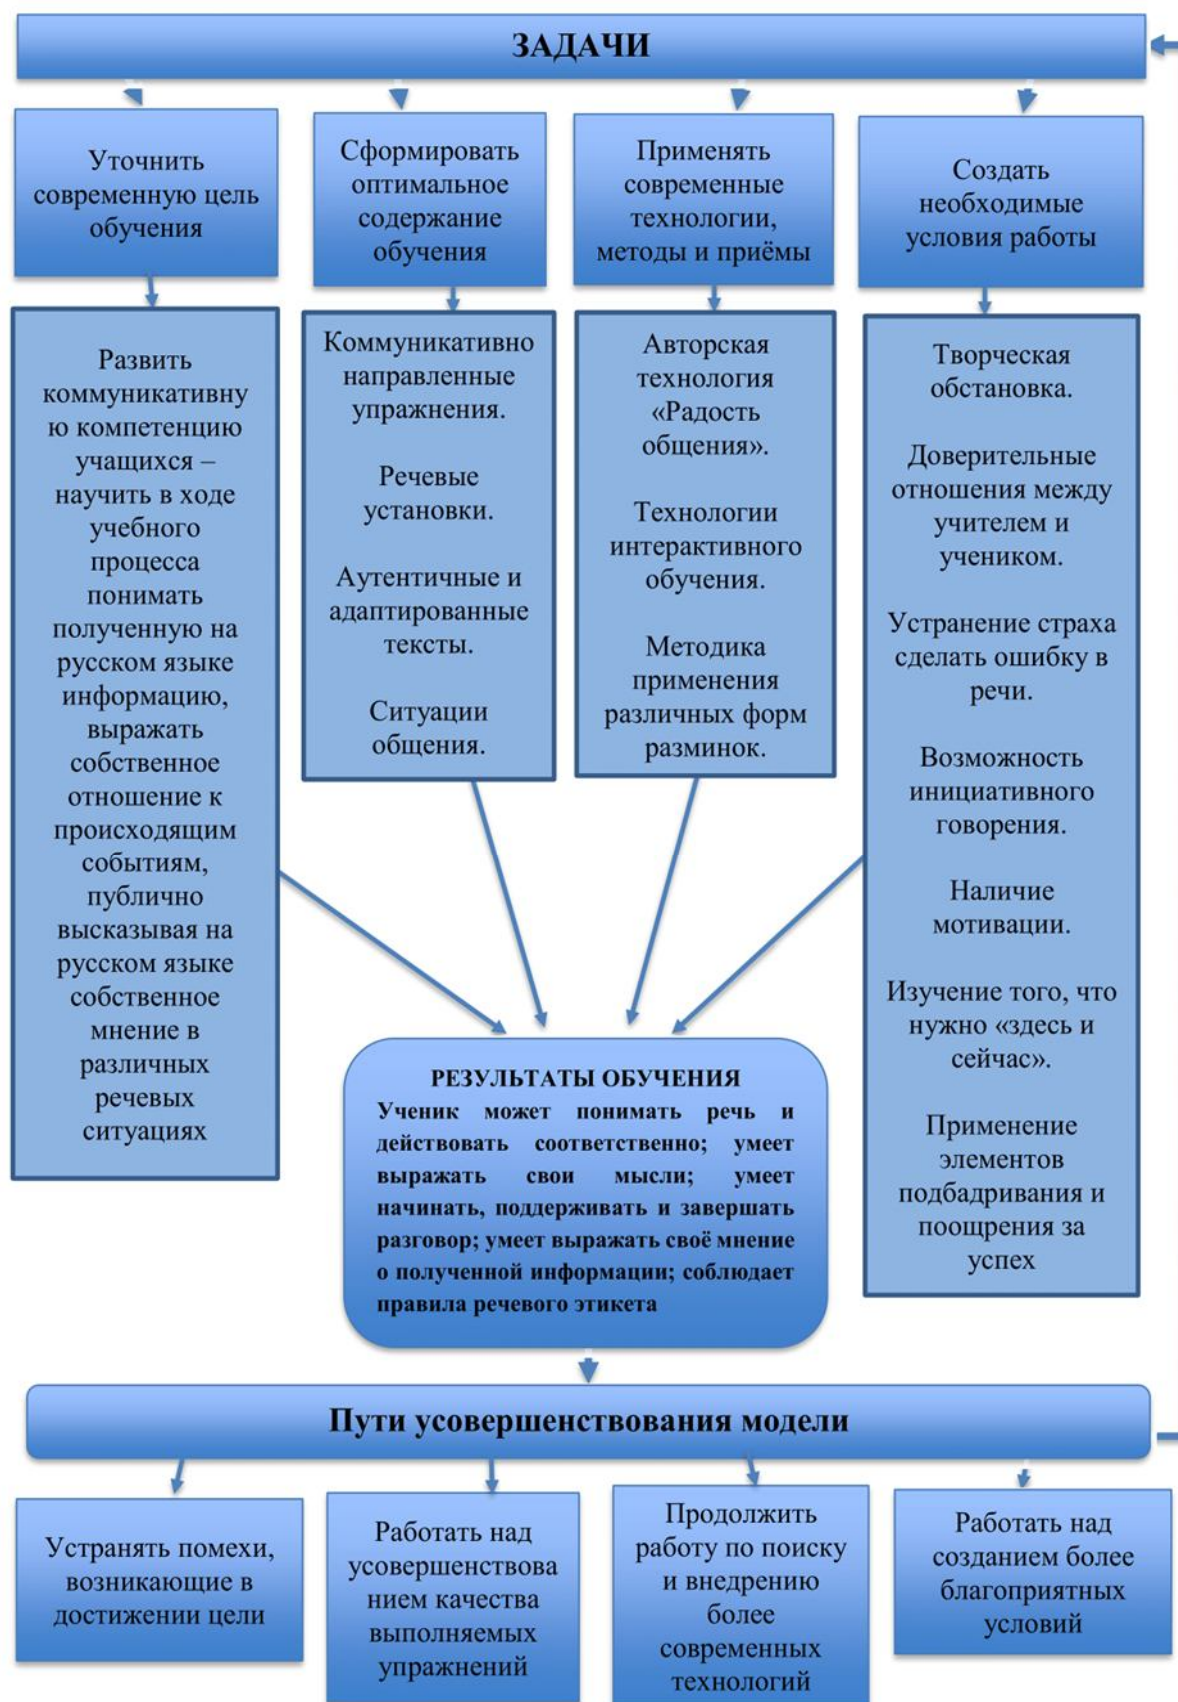 ЗАДАЧИ
Уточнить
современную цель
обучения
Сформировать
оптимальное
содержание
обучения
Применять
современные
технологии,
методы и приёмы
Создать
необходимые
условия работы
Развить
коммуникативну
ю компетенцию
учащихся –
научить в ходе
учебного
процесса
понимать
полученную на
русском языке
информацию,
выражать
собственное
отношение к
происходящим
событиям,
публично
высказывая на
русском языке
собственное
мнение в
различных
речевых
ситуациях
Коммуникативно
направленные
упражнения.
Речевые
установки.
Аутентичные и
адаптированные
тексты.
Ситуации
общения.
Авторская
технология
«Радость
общения».
Технологии
интерактивного
обучения.
Методика
применения
различных форм
разминок.
Творческая
обстановка.
Доверительные
отношения между
учителем и
учеником.
Устранение страха
сделать ошибку в
речи.
Возможность
инициативного
говорения.
Наличие
мотивации.
Изучение того, что
нужно «здесь и
сейчас».
Применение
элементов
подбадривания и
поощрения за
успех
РЕЗУЛЬТАТЫ ОБУЧЕНИЯ
Ученик может понимать речь и
действовать соответственно; умеет
выражать свои мысли; умеет
начинать, поддерживать и завершать
разговор; умеет выражать своё мнение
о полученной информации; соблюдает
правила речевого этикета
Пути усовершенствования модели
Устранять помехи,
возникающие в
достижении цели
Работать над
усовершенствова
нием качества
выполняемых
упражнений
Продолжить
работу по поиску
и внедрению
более
современных
технологий
Работать над
созданием более
благоприятных
условий